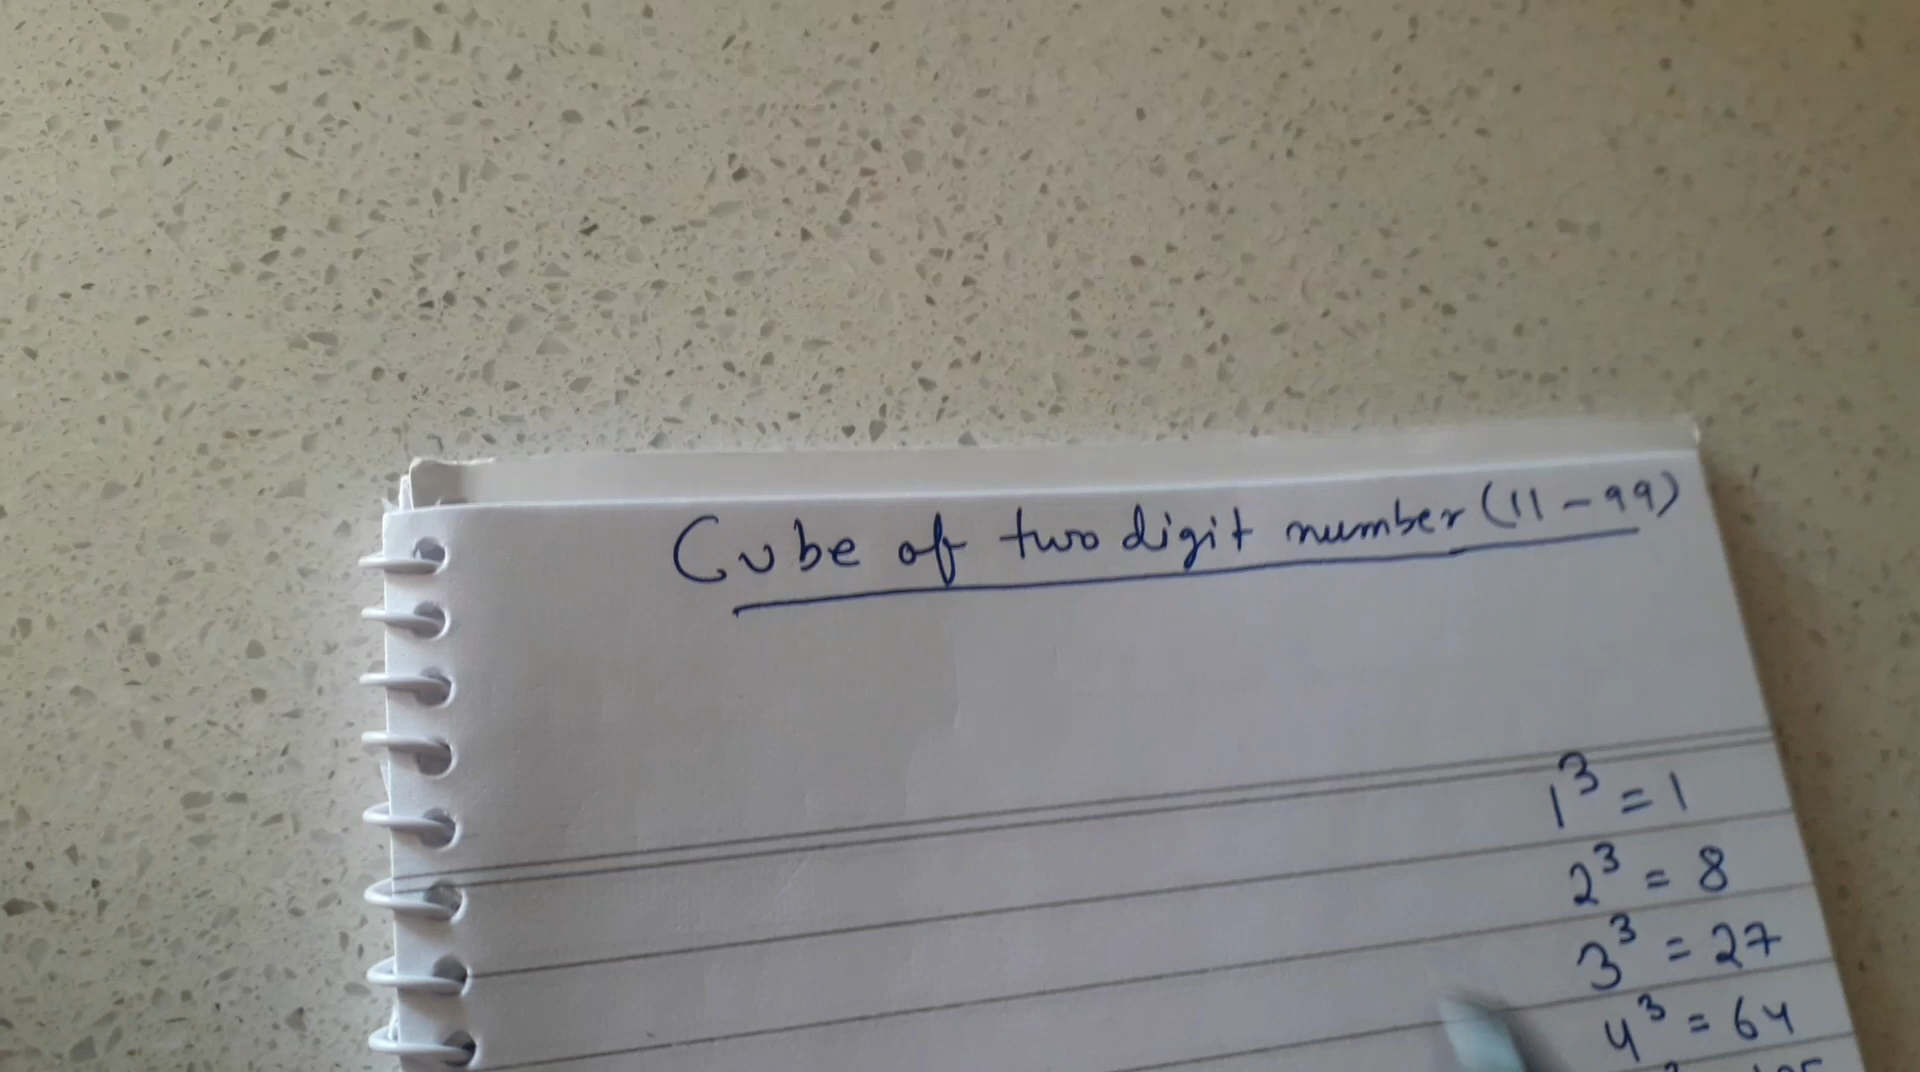 Cube of two digit number (11-99)
1³ = 1
2³ = 8
3³ = 27
4³ = 64